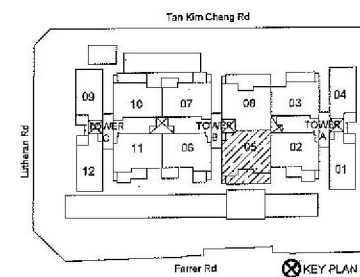 Tan Kim Cheng Rd
Lutheran Rd
09
10
07
08
03
04
TOWER
C
TOWER
B
TOWER
A
12
11
06
05
02
01
Farrer Rd
KEY PLAN